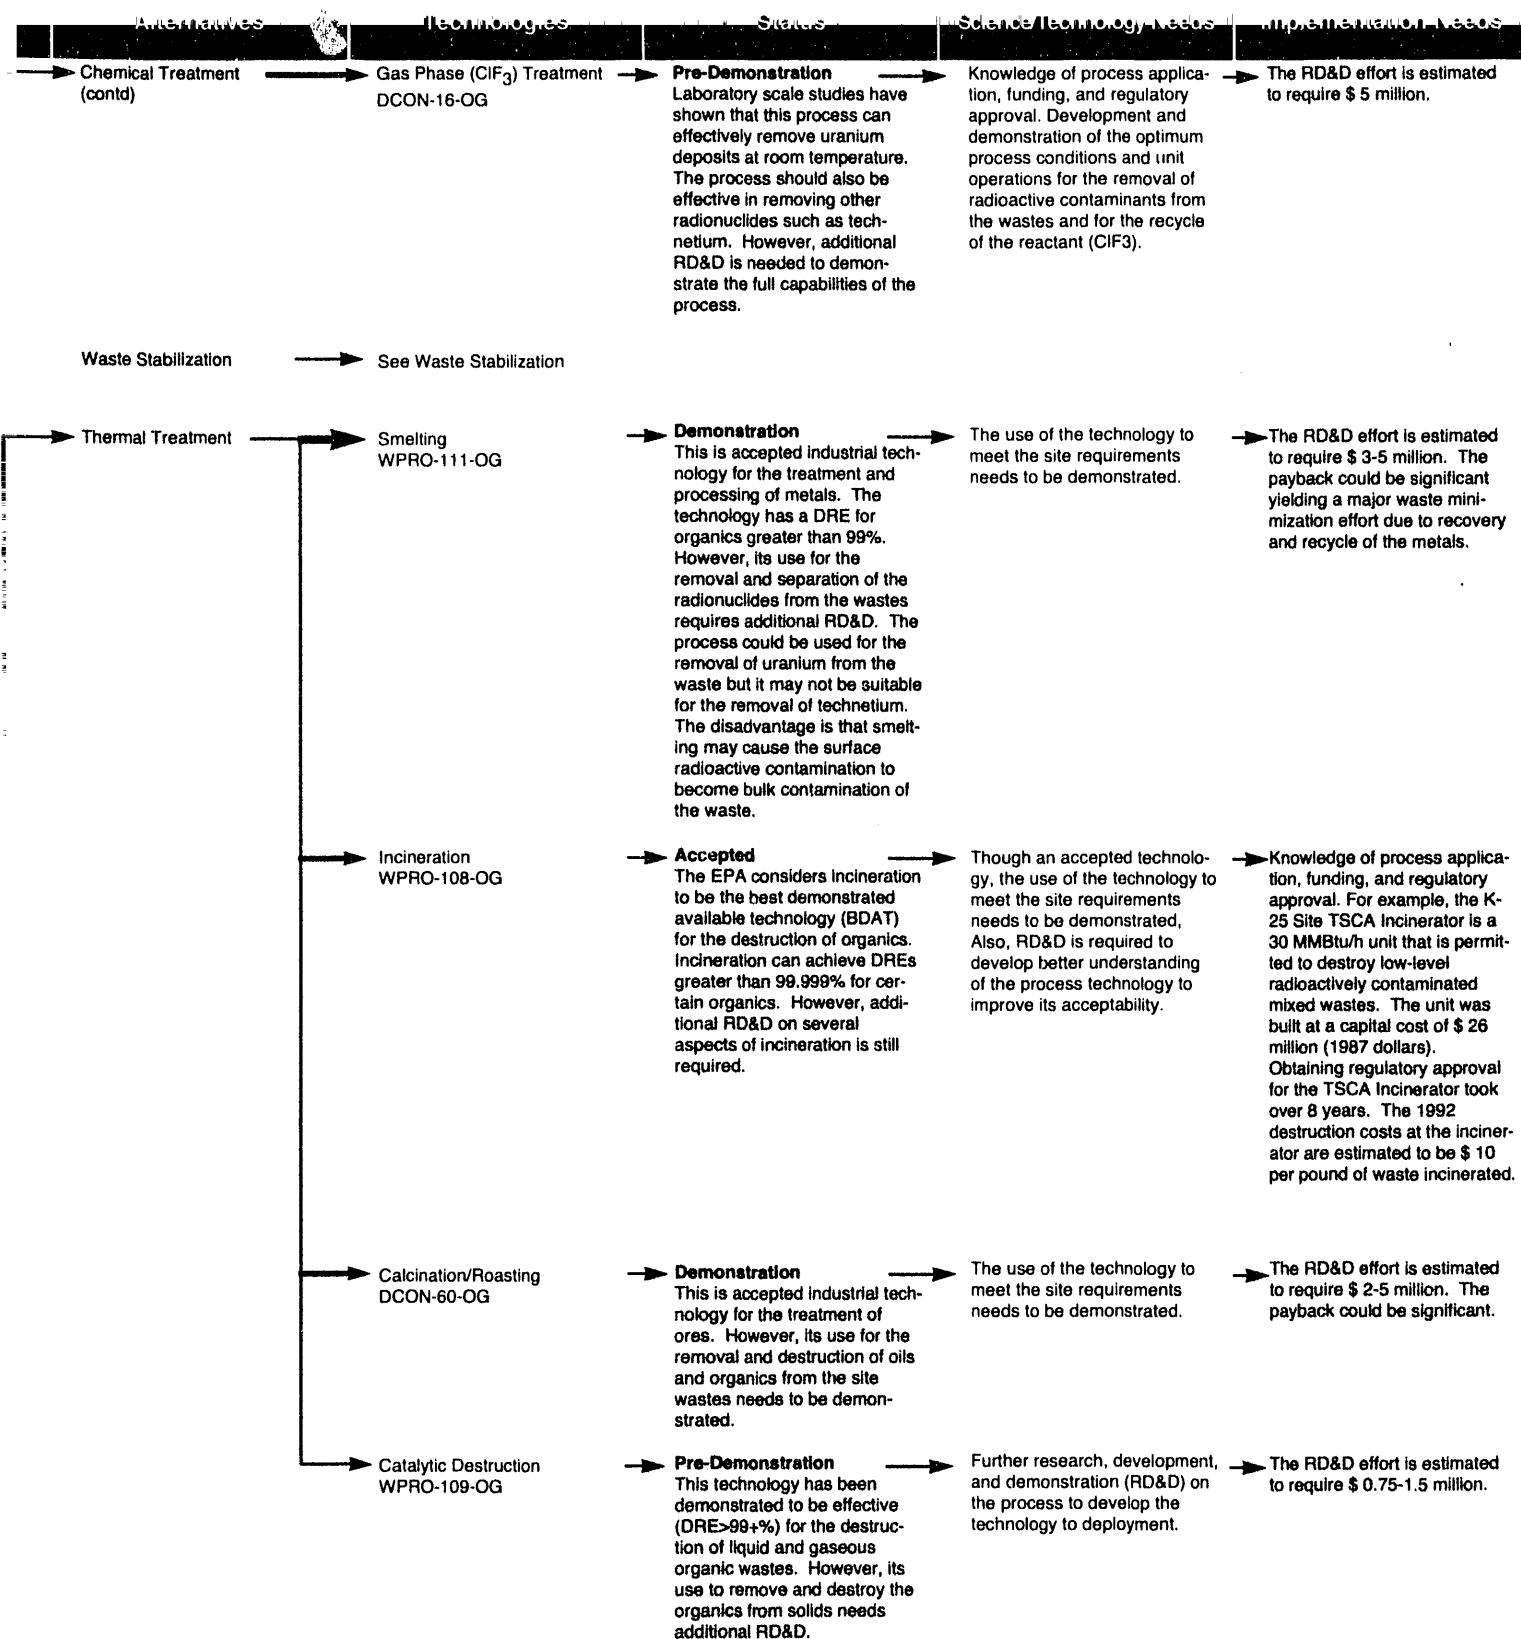 Alternatives
Technologies
Status
Science/Technology Needs
Implementation Needs
Chemical Treatment
(contd)
Gas Phase (ClF3) Treatment
DCON-16-OG
Pre-Demonstration
Laboratory scale studies have
shown that this process can
effectively remove uranium
deposits at room temperature.
The process should also be
effective in removing other
radionuclides such as tech-
netium. However, additional
RD&D is needed to demon-
strate the full capabilities of the
process.
Knowledge of process applica-
tion, funding, and regulatory
approval. Development and
demonstration of the optimum
process conditions and unit
operations for the removal of
radioactive contaminants from
the wastes and for the recycle
of the reactant (ClF3).
The RD&D effort is estimated
to require $ 5 million.
Waste Stabilization
See Waste Stabilization
Thermal Treatment
Smelting
WPRO-111-OG
Demonstration
This is accepted industrial tech-
nology for the treatment and
processing of metals. The
technology has a DRE for
organics greater than 99%.
However, its use for the
removal and separation of the
radionuclides from the wastes
requires additional RD&D. The
process could be used for the
removal of uranium from the
waste but it may not be suitable
for the removal of technetium.
The disadvantage is that smelt-
ing may cause the surface
radioactive contamination to
become bulk contamination of
the waste.
The use of the technology to
meet the site requirements
needs to be demonstrated.
The RD&D effort is estimated
to require $ 3-5 million. The
payback could be significant
yielding a major waste mini-
mization effort due to recovery
and recycle of the metals.
Incineration
WPRO-108-OG
Accepted
The EPA considers incineration
to be the best demonstrated
available technology (BDAT)
for the destruction of organics.
Incineration can achieve DREs
greater than 99.999% for cer-
tain organics. However, addi-
tional RD&D on several
aspects of incineration is still
required.
Though an accepted technolo-
gy, the use of the technology to
meet the site requirements
needs to be demonstrated,
Also, RD&D is required to
develop better understanding
of the process technology to
improve its acceptability.
Knowledge of process applica-
tion, funding, and regulatory
approval. For example, the K-
25 Site TSCA Incinerator is a
30 MMBtu/h unit that is permit-
ted to destroy low-level
radioactively contaminated
mixed wastes. The unit was
built at a capital cost of $ 26
million (1987 dollars).
Obtaining regulatory approval
for the TSCA Incinerator took
over 8 years. The 1992
destruction costs at the inciner-
ator are estimated to be $ 10
per pound of waste incinerated.
Calcination/Roasting
DCON-60-OG
Demonstration
This is accepted industrial tech-
nology for the treatment of
ores. However, its use for the
removal and destruction of oils
and organics from the site
wastes needs to be demon-
strated.
The use of the technology to
meet the site requirements
needs to be demonstrated.
The RD&D effort is estimated
to require $ 2-5 million. The
payback could be significant.
Catalytic Destruction
WPRO-109-OG
Pre-Demonstration
This technology has been
demonstrated to be effective
(DRE>99+%) for the destruc-
tion of liquid and gaseous
organic wastes. However, its
use to remove and destroy the
organics from solids needs
additional RD&D.
Further research, development,
and demonstration (RD&D) on
the process to develop the
technology to deployment.
The RD&D effort is estimated
to require $ 0.75-1.5 million.